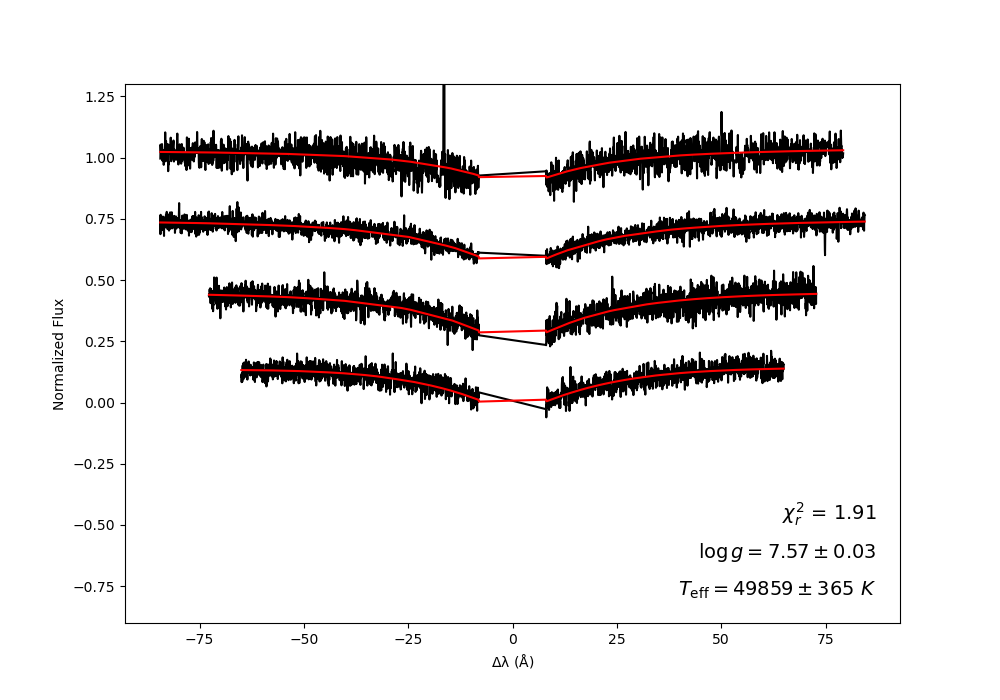 1.25
1.00
0.75
0.50
0.25
0.00
−0.25
−0.50
−0.75
Normalized Flux
χ²ᵣ = 1.91
log g = 7.57 ± 0.03
T_eff = 49859 ± 365 K
−75 −50 −25 0 25 50 75
Δλ (Å)